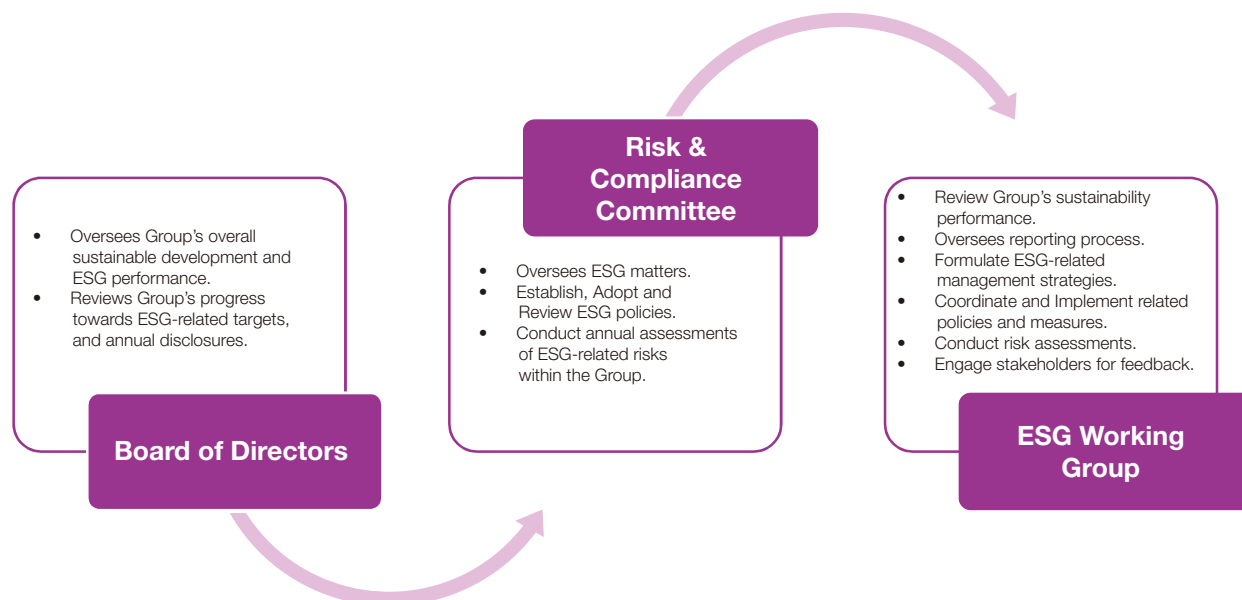 • Oversees Group's overall
sustainable development and
ESG performance.
• Reviews Group's progress
towards ESG-related targets,
and annual disclosures.
Board of Directors
Risk &
Compliance
Committee
• Oversees ESG matters.
• Establish, Adopt and
Review ESG policies.
• Conduct annual assessments
of ESG-related risks
within the Group.
• Review Group's sustainability
performance.
• Oversees reporting process.
• Formulate ESG-related
management strategies.
• Coordinate and Implement related
policies and measures.
• Conduct risk assessments.
• Engage stakeholders for feedback.
ESG Working
Group